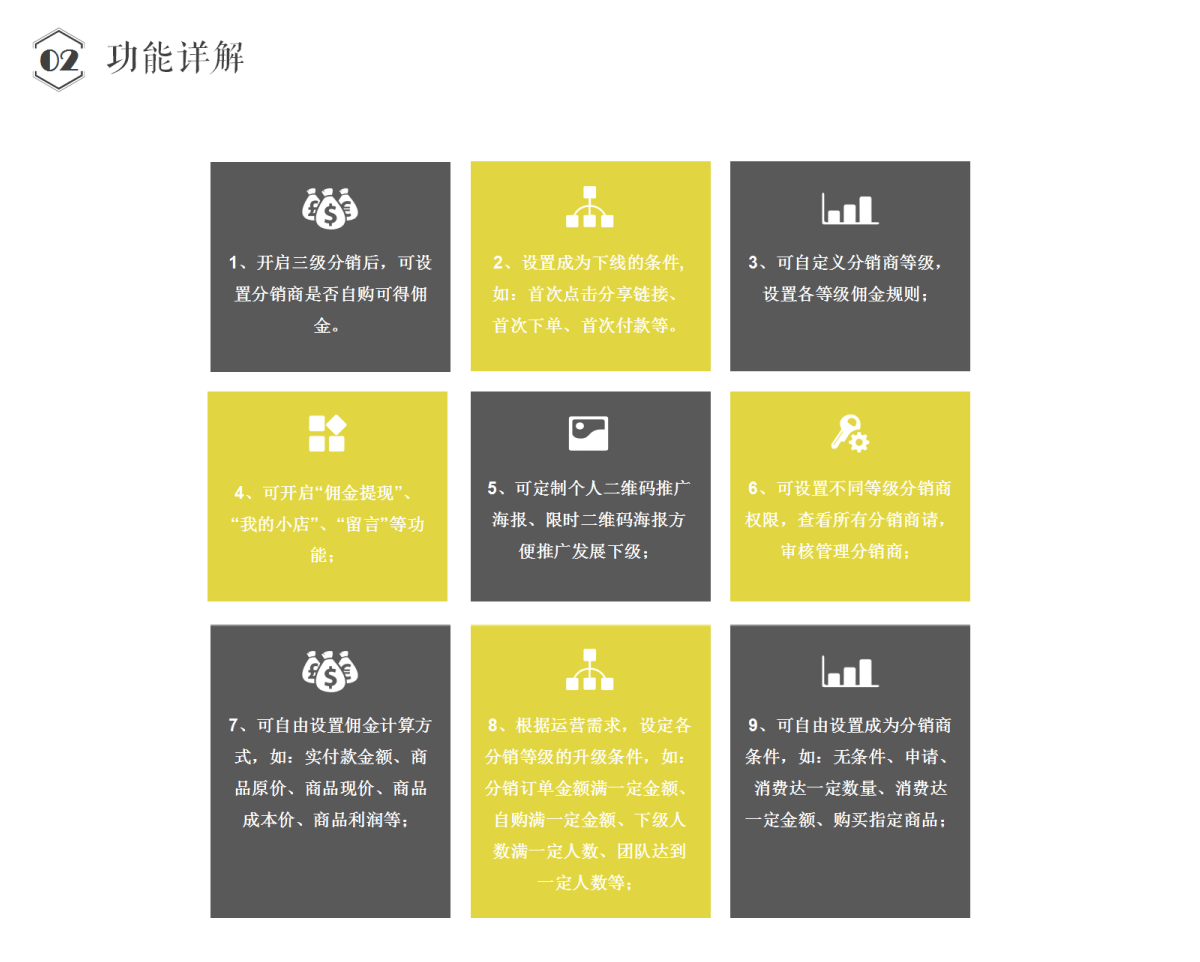 02 功能详解
1、开启三级分销后，可设
置分销商是否自购可得佣
金。
2、设置成为下线的条件,
如：首次点击分享链接、
首次下单、首次付款等。
3、可自定义分销商等级，
设置各等级佣金规则；
4、可开启“佣金提现”、
“我的小店”、“留言”等功
能；
5、可定制个人二维码推广
海报、限时二维码海报方
便推广发展下级；
6、可设置不同等级分销商
权限，查看所有分销商请，
审核管理分销商；
7、可自由设置佣金计算方
式，如：实付款金额、商
品原价、商品现价、商品
成本价、商品利润等；
8、根据运营需求，设定各
分销等级的升级条件，如：
分销订单金额满一定金额、
自购满一定金额、下级人
数满一定人数、团队达到
一定人数等；
9、可自由设置成为分销商
条件，如：无条件、申请、
消费达一定数量、消费达
一定金额、购买指定商品；